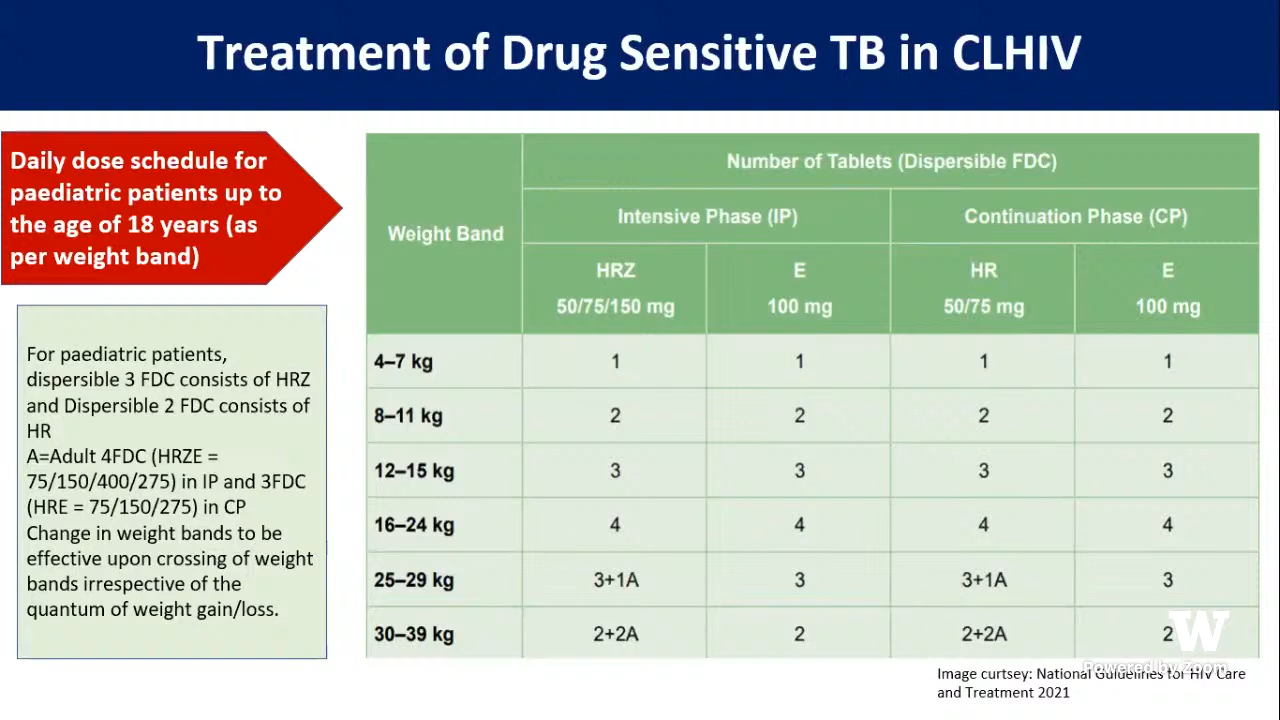 Treatment of Drug Sensitive TB in CLHIV
Daily dose schedule for
paediatric patients up to
the age of 18 years (as
per weight band)
For paediatric patients,
dispersible 3 FDC consists of HRZ
and Dispersible 2 FDC consists of
HR
A=Adult 4FDC (HRZE =
75/150/400/275) in IP and 3FDC
(HRE = 75/150/275) in CP
Change in weight bands to be
effective upon crossing of weight
bands irrespective of the
quantum of weight gain/loss.
Weight Band
Number of Tablets (Dispersible FDC)
Intensive Phase (IP) Continuation Phase (CP)
HRZ E HR E
50/75/150 mg 100 mg 50/75 mg 100 mg
4–7 kg 1 1 1 1
8–11 kg 2 2 2 2
12–15 kg 3 3 3 3
16–24 kg 4 4 4 4
25–29 kg 3+1A 3 3+1A 3
30–39 kg 2+2A 2 2+2A 2
W
Powered by Zoom
Image curtsey: National Guidelines for HIV Care
and Treatment 2021